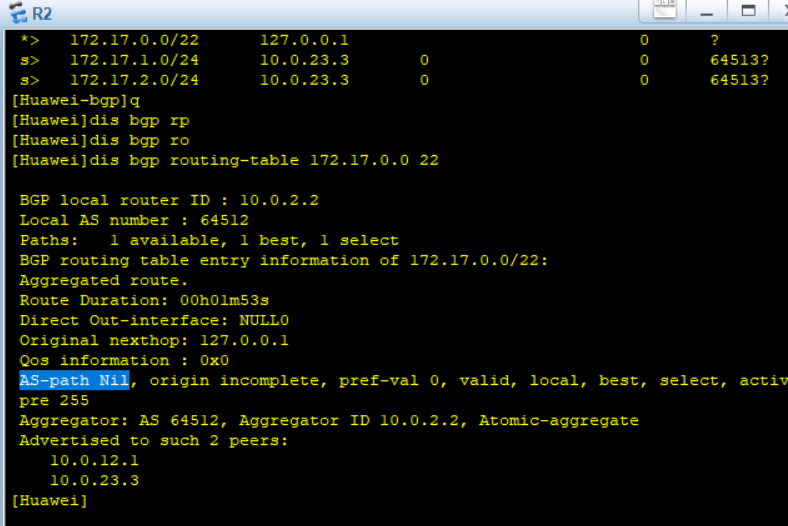 R2
*> 172.17.0.0/22 127.0.0.1 0 ?
s> 172.17.1.0/24 10.0.23.3 0 0 64513?
s> 172.17.2.0/24 10.0.23.3 0 0 64513?
[Huawei-bgp]q
[Huawei]dis bgp rp
[Huawei]dis bgp ro
[Huawei]dis bgp routing-table 172.17.0.0 22
BGP local router ID : 10.0.2.2
Local AS number : 64512
Paths: 1 available, 1 best, 1 select
BGP routing table entry information of 172.17.0.0/22:
Aggregated route.
Route Duration: 00h01m53s
Direct Out-interface: NULL0
Original nexthop: 127.0.0.1
Qos information : 0x0
AS-path Nil, origin incomplete, pref-val 0, valid, local, best, select, activ
pre 255
Aggregator: AS 64512, Aggregator ID 10.0.2.2, Atomic-aggregate
Advertised to such 2 peers:
10.0.12.1
10.0.23.3
[Huawei]